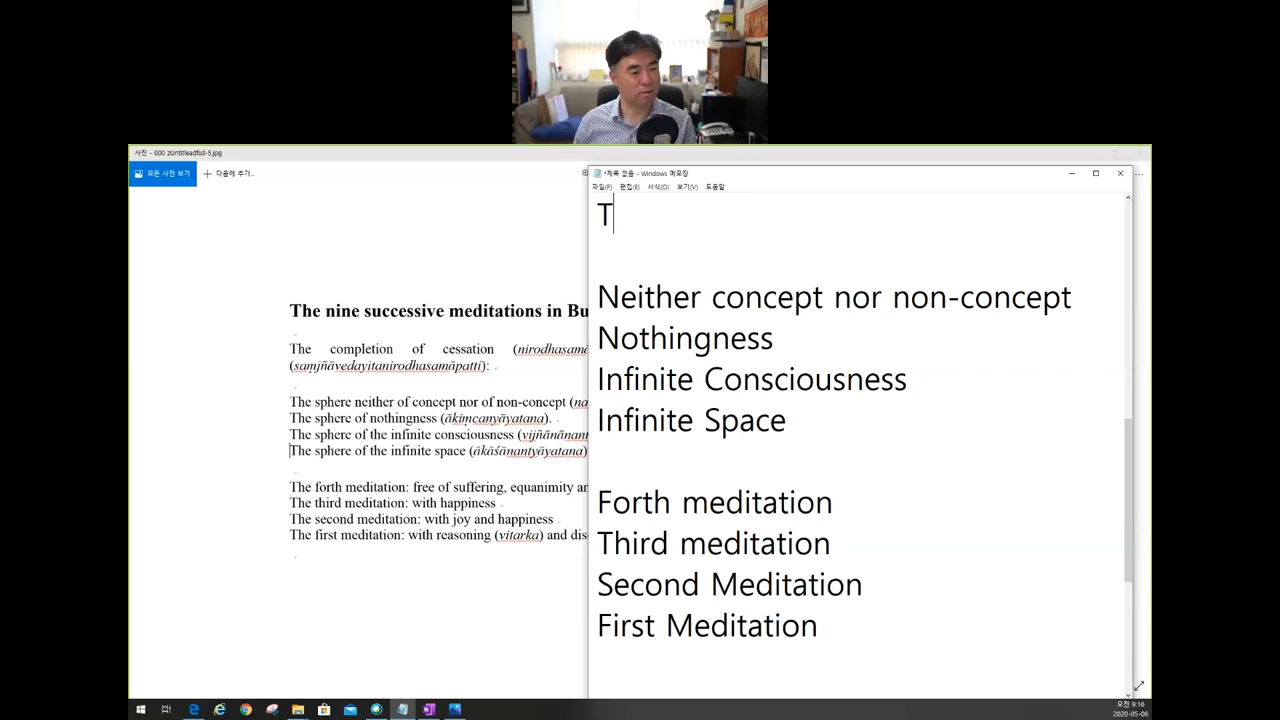 사진 - 000 zUntitleadfsd-5.jpg
모든 사진 보기
다음에 추가..
The nine successive meditations in Bu
The completion of cessation (nirodhasamā
(saṃjñāvedayitanirodhasamāpatti):
The sphere neither of concept nor of non-concept (na
The sphere of nothingness (ākiṃcanyāyatana).
The sphere of the infinite consciousness (vijñānānan
The sphere of the infinite space (ākāśānantyāyatana)
The forth meditation: free of suffering, equanimity an
The third meditation: with happiness
The second meditation: with joy and happiness
The first meditation: with reasoning (vitarka) and dis
*제목 없음 - Windows 메모장
파일(F) 편집(E) 서식(O) 보기(V) 도움말
T
Neither concept nor non-concept
Nothingness
Infinite Consciousness
Infinite Space
Forth meditation
Third meditation
Second Meditation
First Meditation
오전 9:16
2020-05-06